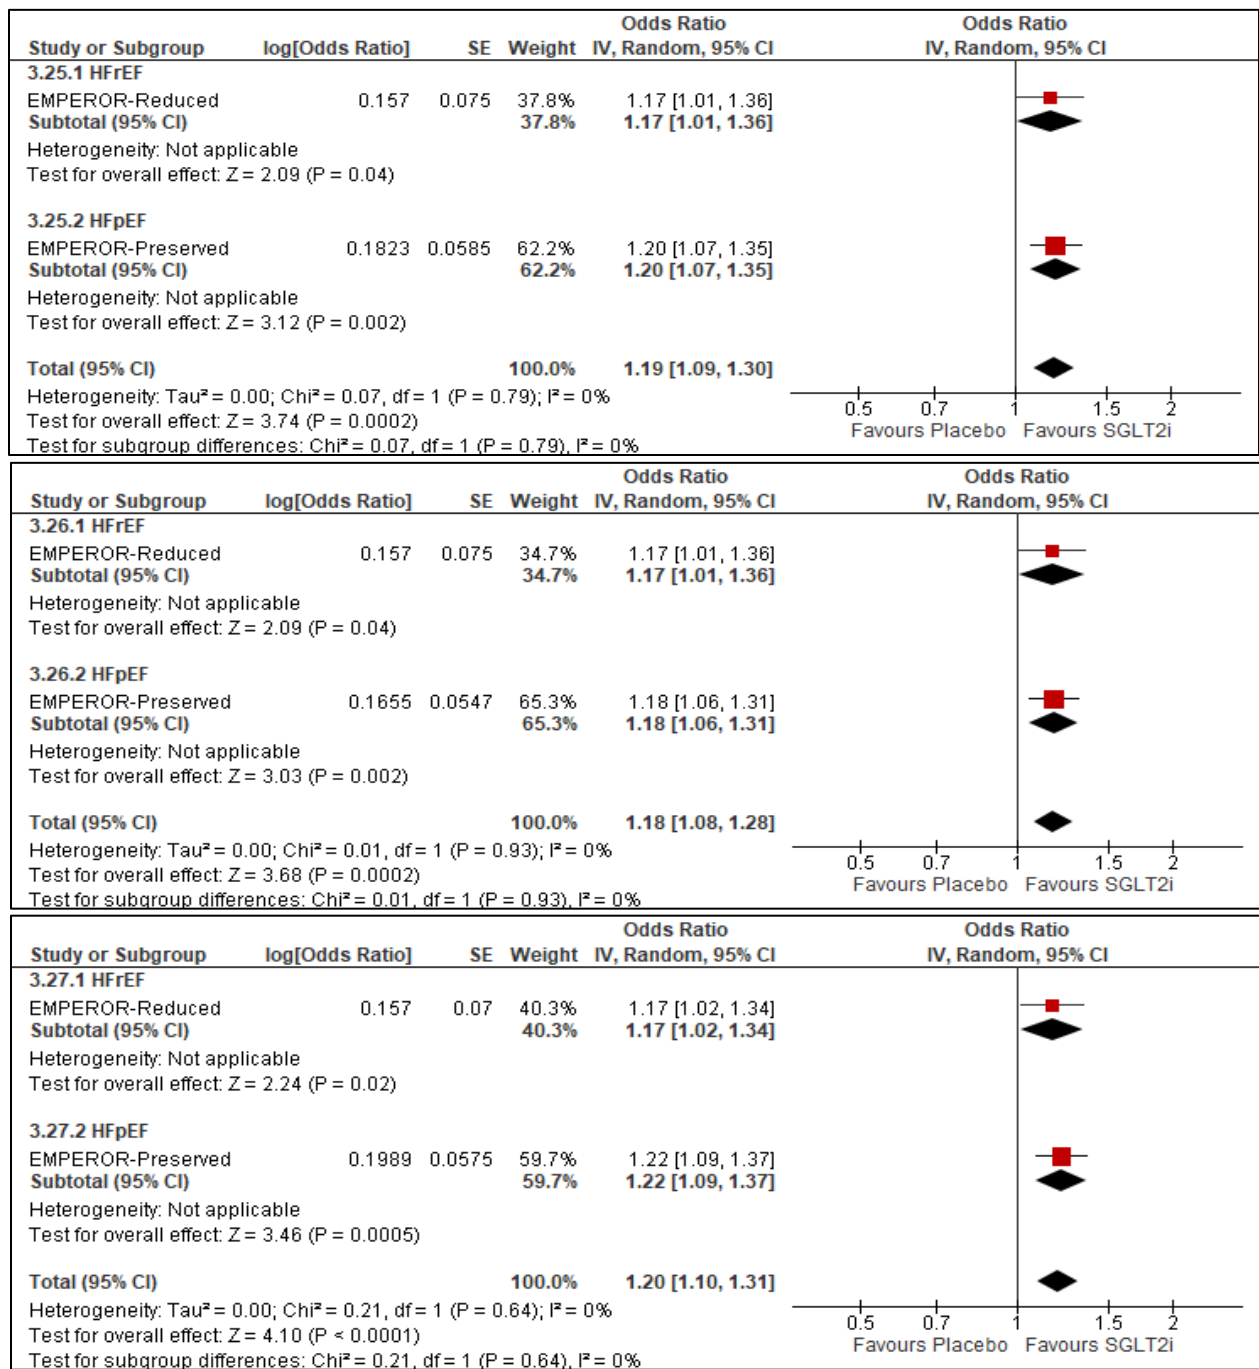 Odds Ratio Odds Ratio
Study or Subgroup log[Odds Ratio] SE Weight IV, Random, 95% CI IV, Random, 95% CI
3.25.1 HFrEF
EMPEROR-Reduced 0.157 0.075 37.8% 1.17 [1.01, 1.36]
Subtotal (95% CI) 37.8% 1.17 [1.01, 1.36]
Heterogeneity: Not applicable
Test for overall effect: Z = 2.09 (P = 0.04)
3.25.2 HFpEF
EMPEROR-Preserved 0.1823 0.0585 62.2% 1.20 [1.07, 1.35]
Subtotal (95% CI) 62.2% 1.20 [1.07, 1.35]
Heterogeneity: Not applicable
Test for overall effect: Z = 3.12 (P = 0.002)
Total (95% CI) 100.0% 1.19 [1.09, 1.30]
Heterogeneity: Tau² = 0.00; Chi² = 0.07, df = 1 (P = 0.79); I² = 0%
Test for overall effect: Z = 3.74 (P = 0.0002)
Test for subgroup differences: Chi² = 0.07, df = 1 (P = 0.79), I² = 0%
0.5 0.7 1 1.5 2
Favours Placebo Favours SGLT2i
Odds Ratio Odds Ratio
Study or Subgroup log[Odds Ratio] SE Weight IV, Random, 95% CI IV, Random, 95% CI
3.26.1 HFrEF
EMPEROR-Reduced 0.157 0.075 34.7% 1.17 [1.01, 1.36]
Subtotal (95% CI) 34.7% 1.17 [1.01, 1.36]
Heterogeneity: Not applicable
Test for overall effect: Z = 2.09 (P = 0.04)
3.26.2 HFpEF
EMPEROR-Preserved 0.1655 0.0547 65.3% 1.18 [1.06, 1.31]
Subtotal (95% CI) 65.3% 1.18 [1.06, 1.31]
Heterogeneity: Not applicable
Test for overall effect: Z = 3.03 (P = 0.002)
Total (95% CI) 100.0% 1.18 [1.08, 1.28]
Heterogeneity: Tau² = 0.00; Chi² = 0.01, df = 1 (P = 0.93); I² = 0%
Test for overall effect: Z = 3.68 (P = 0.0002)
Test for subgroup differences: Chi² = 0.01, df = 1 (P = 0.93), I² = 0%
0.5 0.7 1 1.5 2
Favours Placebo Favours SGLT2i
Odds Ratio Odds Ratio
Study or Subgroup log[Odds Ratio] SE Weight IV, Random, 95% CI IV, Random, 95% CI
3.27.1 HFrEF
EMPEROR-Reduced 0.157 0.07 40.3% 1.17 [1.02, 1.34]
Subtotal (95% CI) 40.3% 1.17 [1.02, 1.34]
Heterogeneity: Not applicable
Test for overall effect: Z = 2.24 (P = 0.02)
3.27.2 HFpEF
EMPEROR-Preserved 0.1989 0.0575 59.7% 1.22 [1.09, 1.37]
Subtotal (95% CI) 59.7% 1.22 [1.09, 1.37]
Heterogeneity: Not applicable
Test for overall effect: Z = 3.46 (P = 0.0005)
Total (95% CI) 100.0% 1.20 [1.10, 1.31]
Heterogeneity: Tau² = 0.00; Chi² = 0.21, df = 1 (P = 0.64); I² = 0%
Test for overall effect: Z = 4.10 (P < 0.0001)
Test for subgroup differences: Chi² = 0.21, df = 1 (P = 0.64), I² = 0%
0.5 0.7 1 1.5 2
Favours Placebo Favours SGLT2i